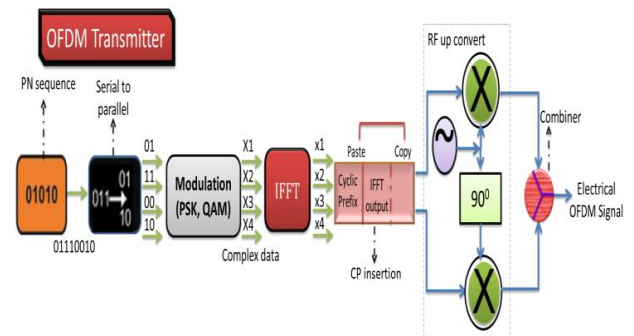 OFDM Transmitter
PN sequence
Serial to
parallel
RF up convert
01010
01110010
011
01
10
01
11
00
10
Modulation
(PSK, QAM)
X1
X2
X3
X4
Complex data
IFFT
x1
x2
x3
x4
Paste
Copy
Cyclic
Prefix
IFFT
output
CP insertion
X
~
90⁰
X
Combiner
Electrical
OFDM Signal